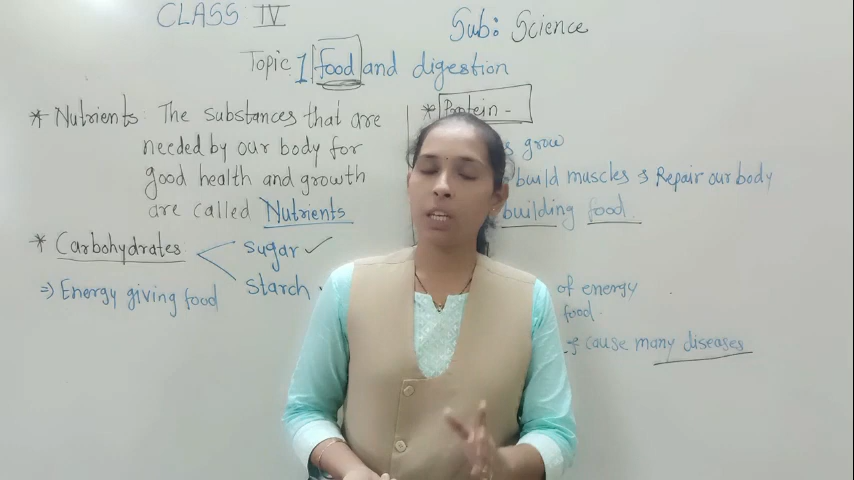 CLASS IV
Sub: Science
Topic: 1. food and digestion
* Nutrients: The substances that are
needed by our body for
good health and growth
are called Nutrients
* Carbohydrates
sugar ✓
starch
⇒ Energy giving food
* Protein -
grow
build muscles & Repair our body
building food
of energy
food.
cause many diseases